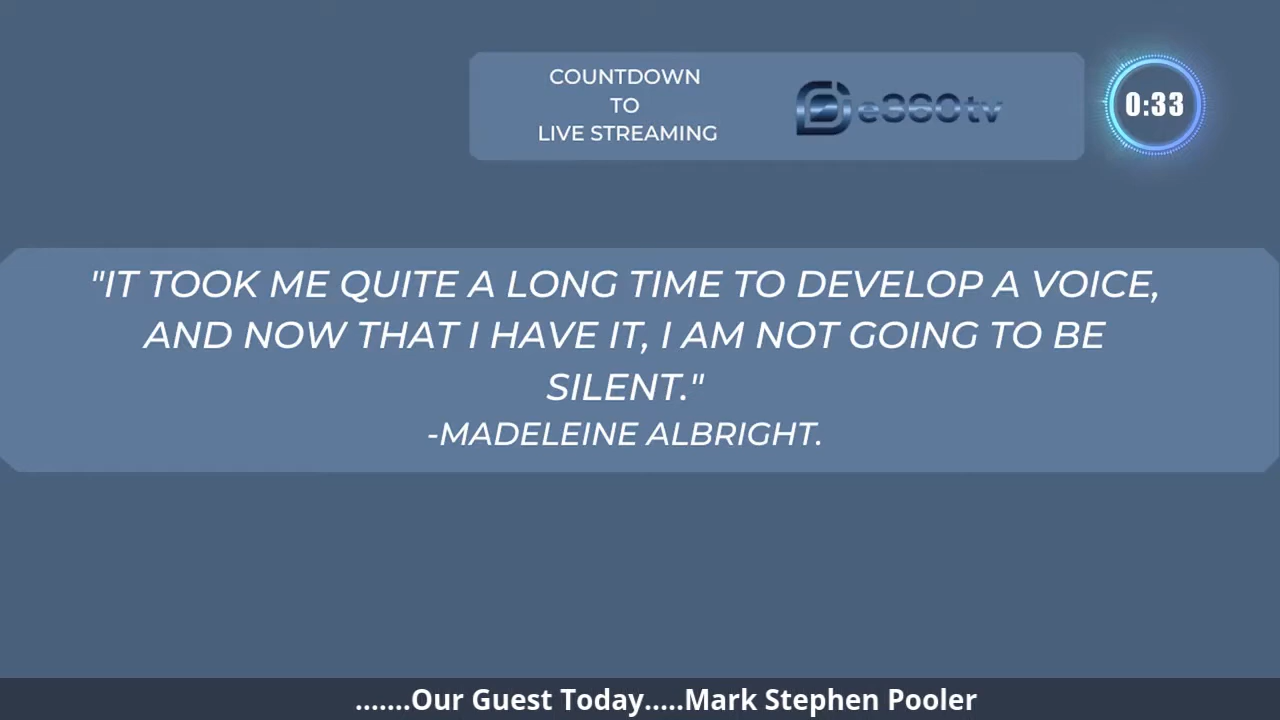 COUNTDOWN
TO
LIVE STREAMING
e360tv
0:33
"IT TOOK ME QUITE A LONG TIME TO DEVELOP A VOICE,
AND NOW THAT I HAVE IT, I AM NOT GOING TO BE
SILENT."
-MADELEINE ALBRIGHT.
.......Our Guest Today.....Mark Stephen Pooler